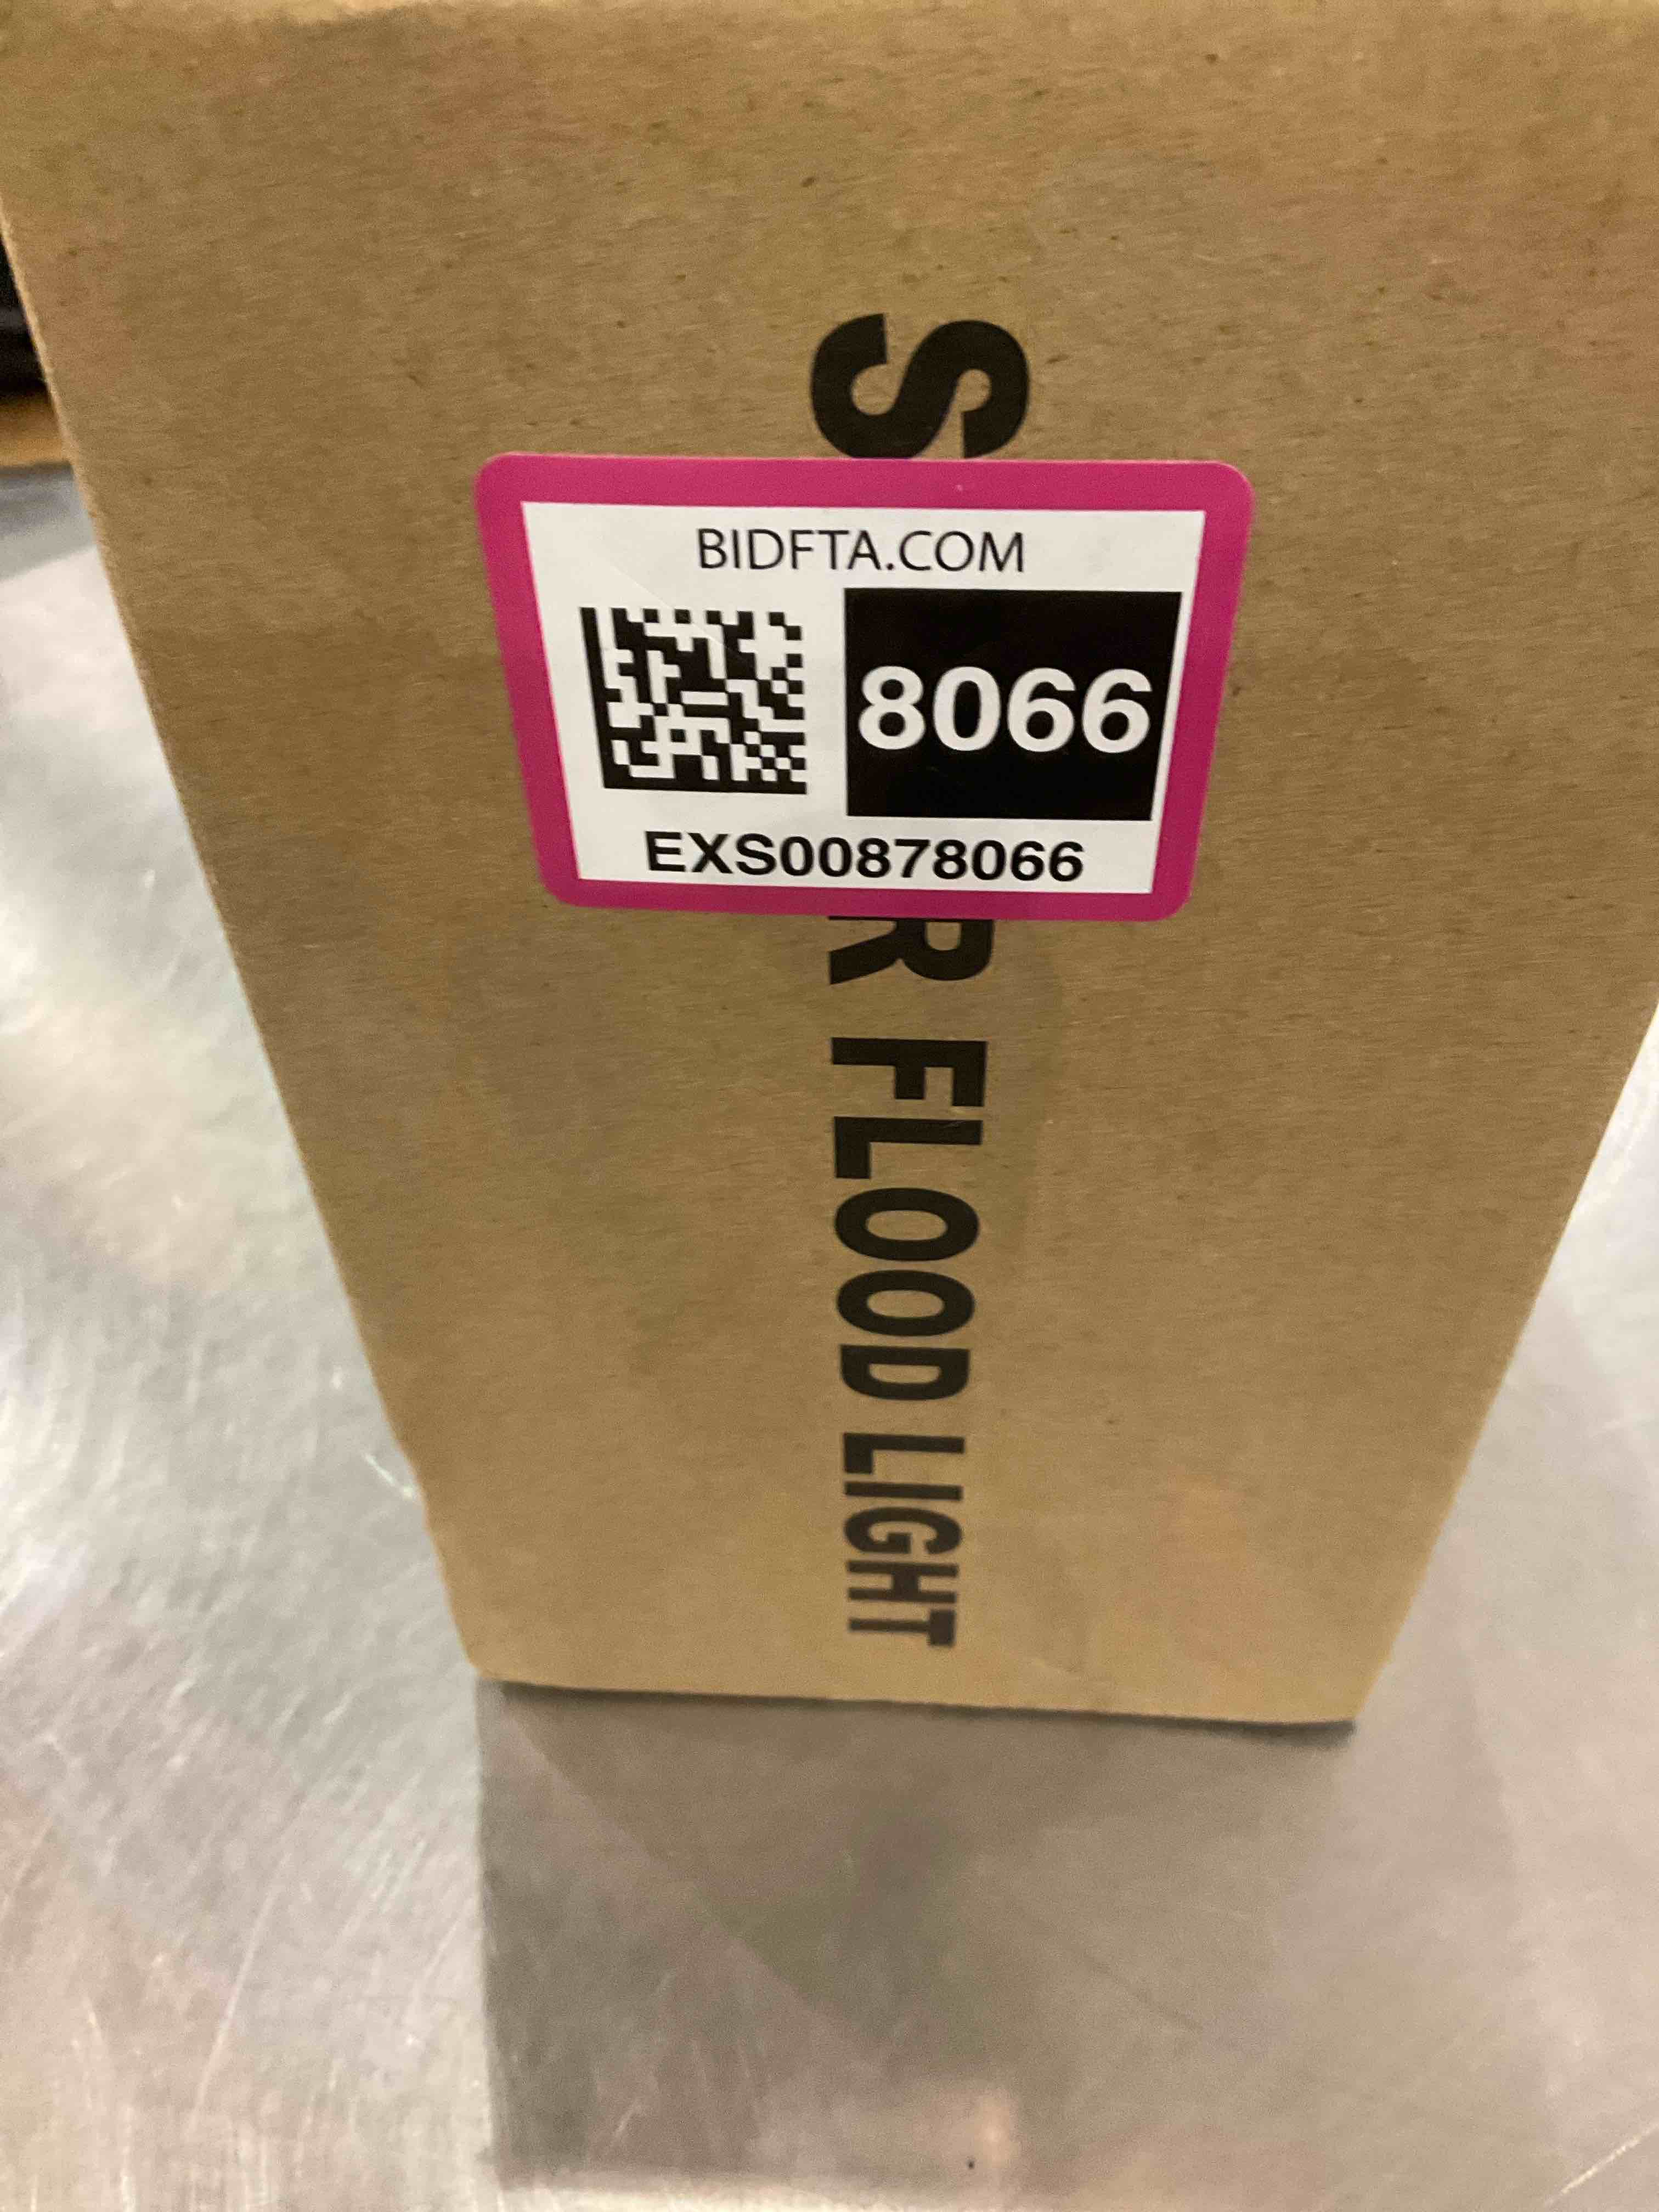 BIDFTA.COM
8066
EXS00878066
S
R FLOOD LIGHT